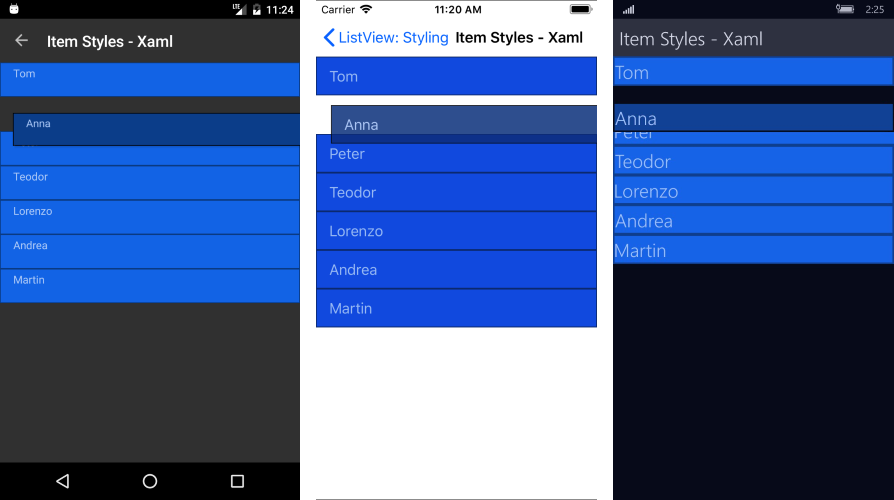 LTE 11:24
Item Styles - Xaml
Tom
Anna
Teodor
Lorenzo
Andrea
Martin
Carrier 11:20 AM
ListView: Styling Item Styles - Xaml
Tom
Anna
Peter
Teodor
Lorenzo
Andrea
Martin
2:25
Item Styles - Xaml
Tom
Anna
Peter
Teodor
Lorenzo
Andrea
Martin